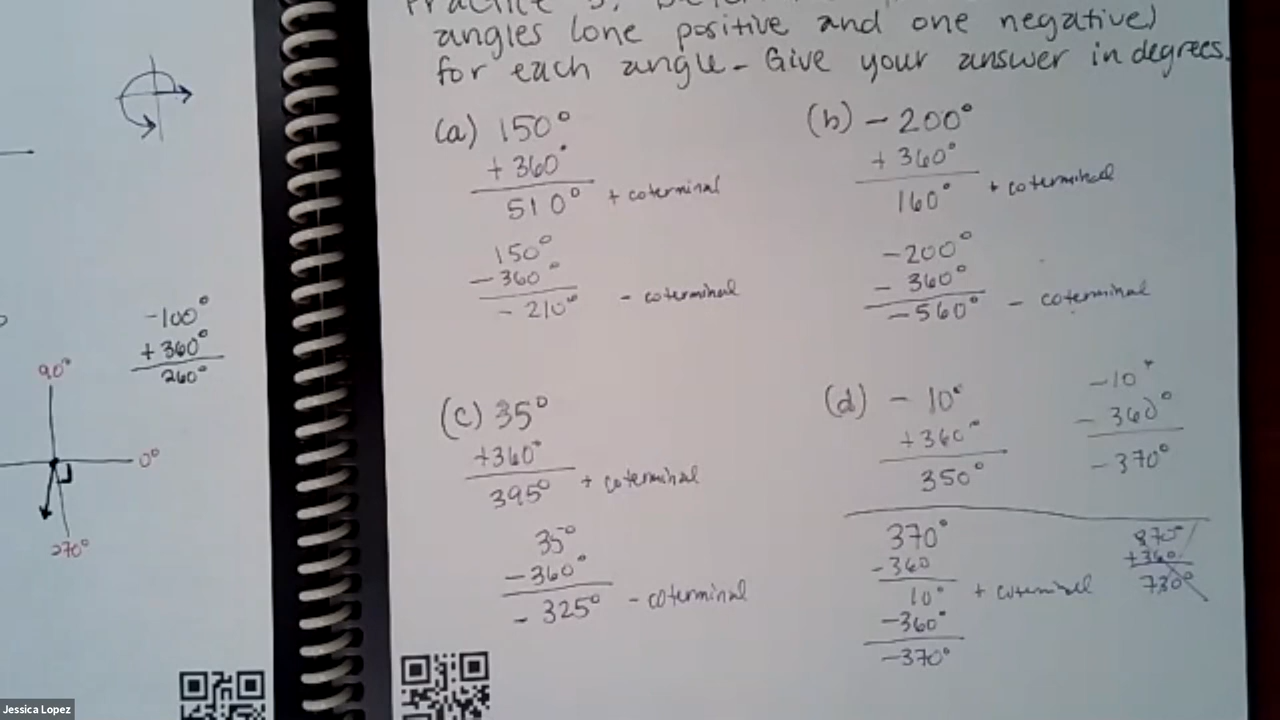 angles (one positive and one negative)
for each angle - Give your answer in degrees.
(a) 150°
+ 360°
510° + coterminal
150°
- 360°
- 210° - coterminal
(b) - 200°
+ 360°
160° + coterminal
-200°
- 360°
-560° - coterminal
(c) 35°
+360°
395° + coterminal
35°
-360°
- 325° - coterminal
(d) - 10°
+360°
350°
-10°
- 360°
-370°
370°
-360
10° + coterminal
-360°
-370°
870°
+360
730°
-100°
+ 360°
260°
90°
0°
270°
Jessica Lopez